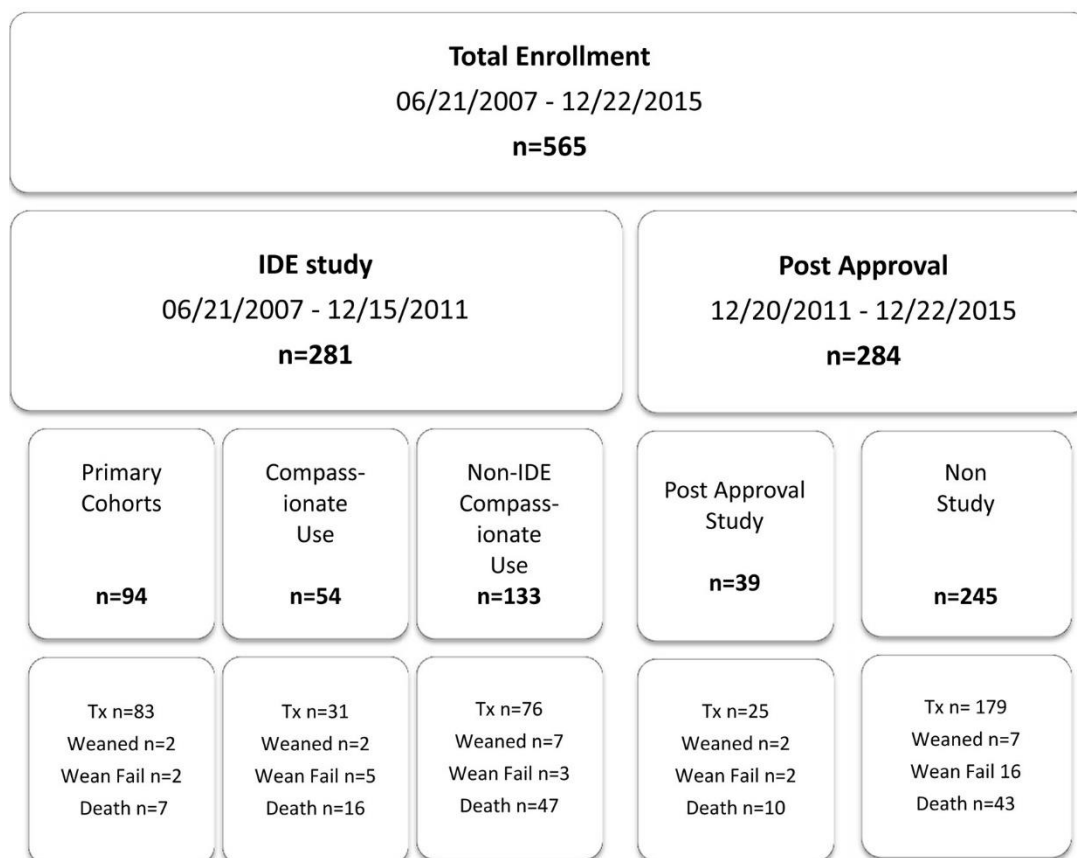 Total Enrollment
06/21/2007 - 12/22/2015
n=565
IDE study
06/21/2007 - 12/15/2011
n=281
Post Approval
12/20/2011 - 12/22/2015
n=284
Primary
Cohorts
n=94
Compass-
ionate
Use
n=54
Non-IDE
Compass-
ionate
Use
n=133
Post Approval
Study
n=39
Non
Study
n=245
Tx n=83
Weaned n=2
Wean Fail n=2
Death n=7
Tx n=31
Weaned n=2
Wean Fail n=5
Death n=16
Tx n=76
Weaned n=7
Wean Fail n=3
Death n=47
Tx n=25
Weaned n=2
Wean Fail n=2
Death n=10
Tx n= 179
Weaned n=7
Wean Fail 16
Death n=43